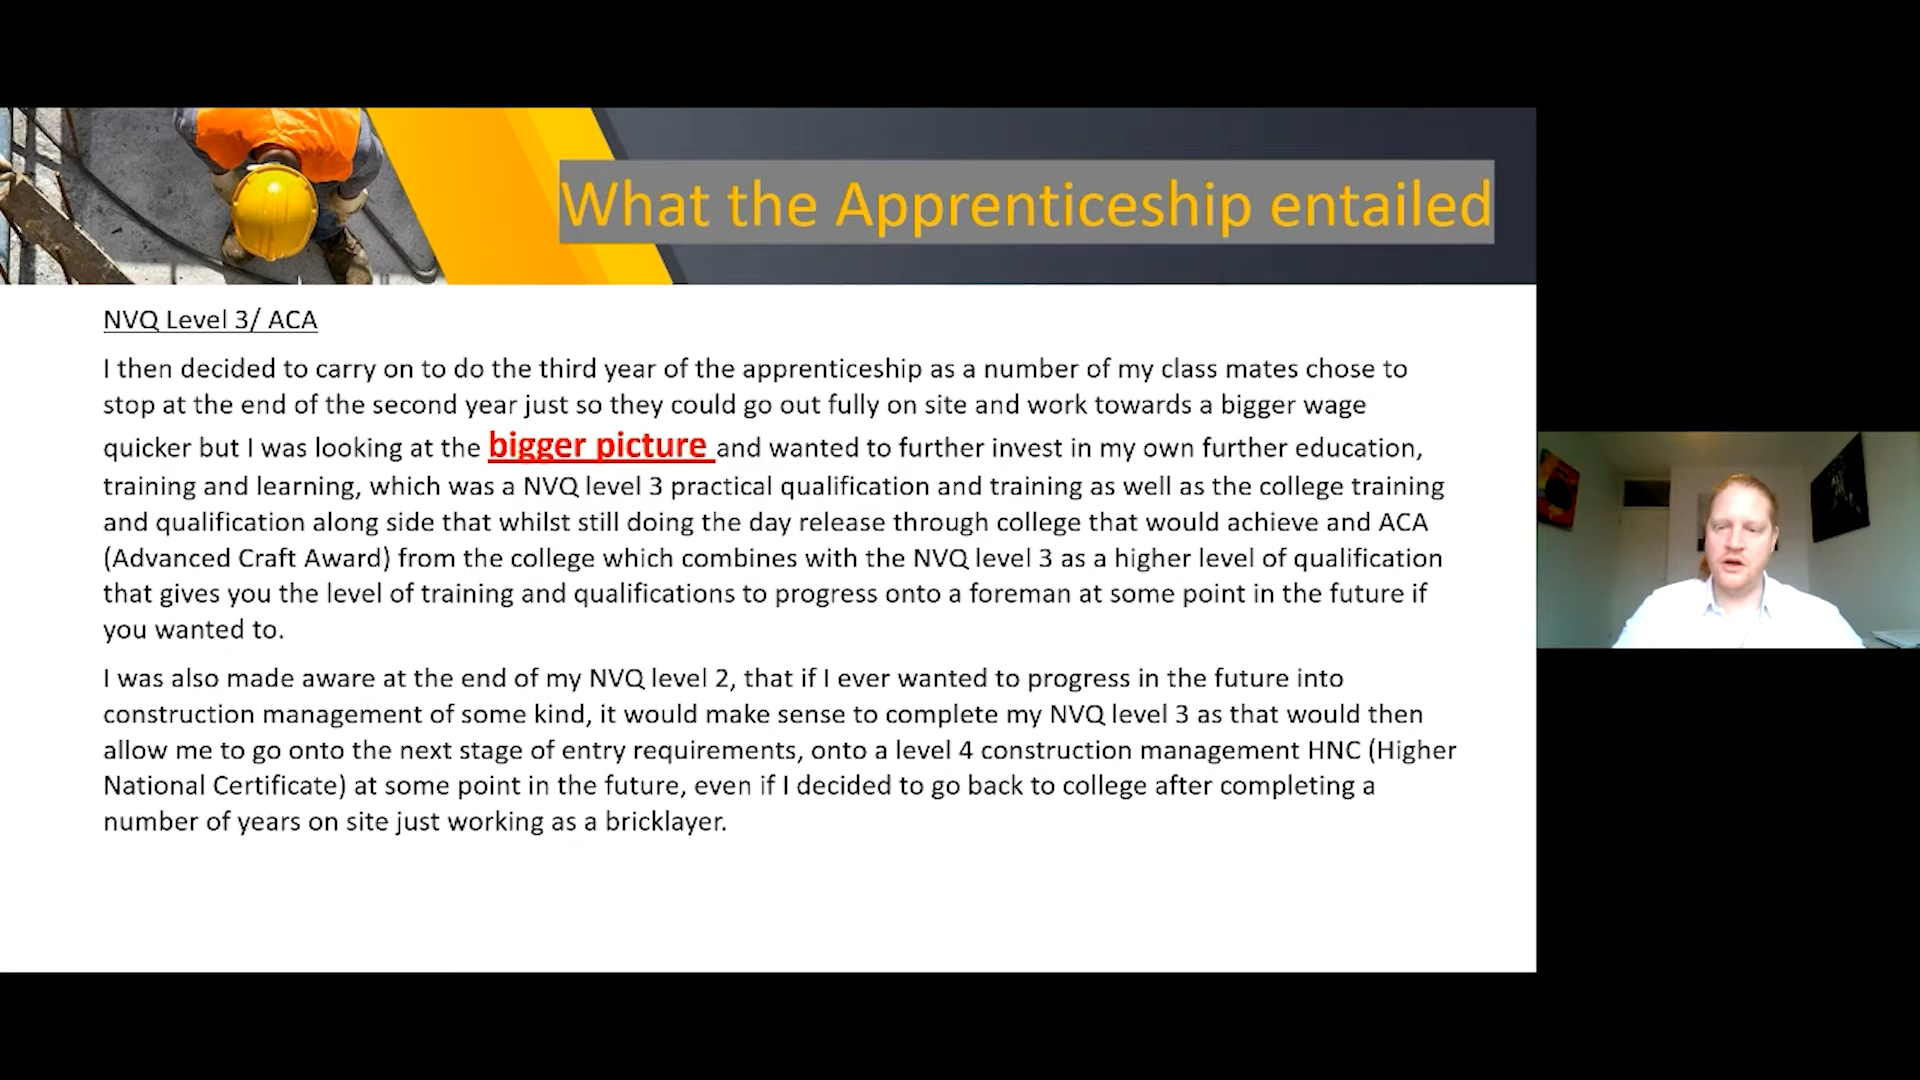 What the Apprenticeship entailed
NVQ Level 3/ ACA
I then decided to carry on to do the third year of the apprenticeship as a number of my class mates chose to
stop at the end of the second year just so they could go out fully on site and work towards a bigger wage
quicker but I was looking at the bigger picture and wanted to further invest in my own further education,
training and learning, which was a NVQ level 3 practical qualification and training as well as the college training
and qualification along side that whilst still doing the day release through college that would achieve and ACA
(Advanced Craft Award) from the college which combines with the NVQ level 3 as a higher level of qualification
that gives you the level of training and qualifications to progress onto a foreman at some point in the future if
you wanted to.
I was also made aware at the end of my NVQ level 2, that if I ever wanted to progress in the future into
construction management of some kind, it would make sense to complete my NVQ level 3 as that would then
allow me to go onto the next stage of entry requirements, onto a level 4 construction management HNC (Higher
National Certificate) at some point in the future, even if I decided to go back to college after completing a
number of years on site just working as a bricklayer.